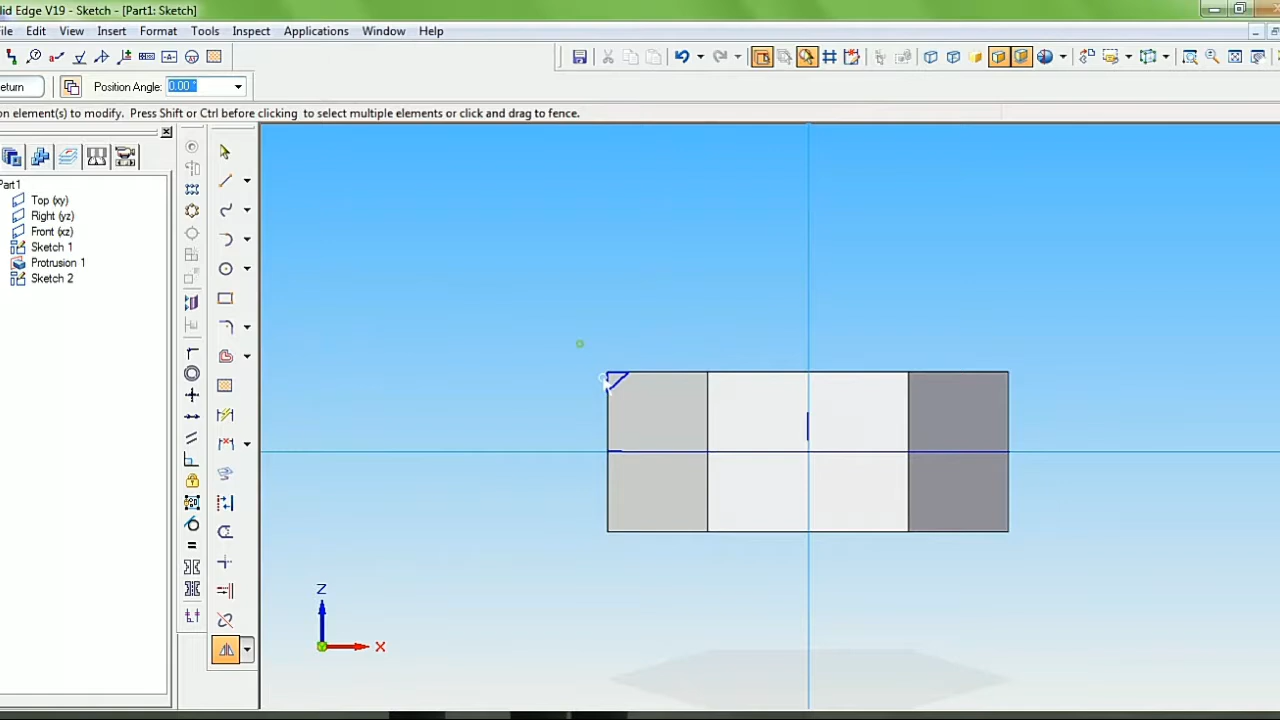 lid Edge V19 - Sketch - [Part1: Sketch]
File Edit View Insert Format Tools Inspect Applications Window Help
eturn Position Angle: 0.00 °
on element(s) to modify. Press Shift or Ctrl before clicking to select multiple elements or click and drag to fence.
Part1
Top (xy)
Right (yz)
Front (xz)
Sketch 1
Protrusion 1
Sketch 2
Z
X